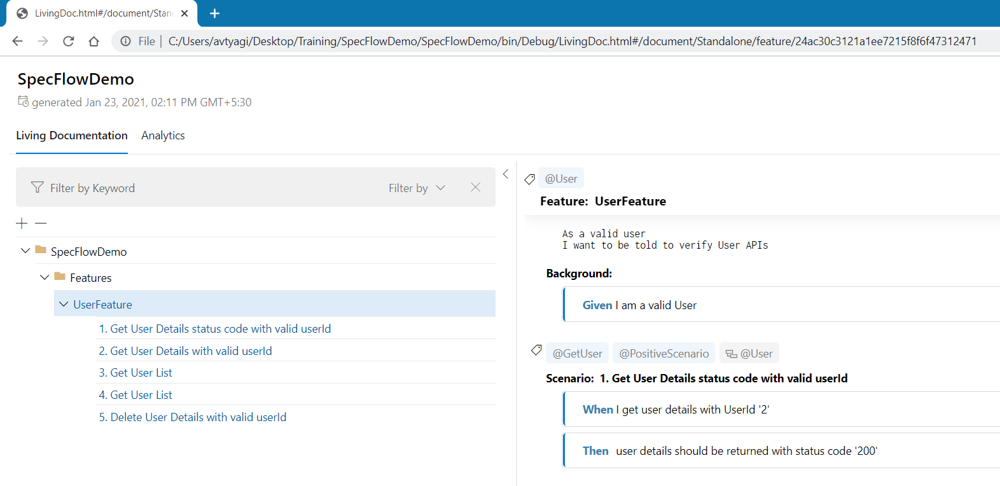 LivingDoc.html#/document/Stan
File | C:/Users/avtyagi/Desktop/Training/SpecFlowDemo/SpecFlowDemo/bin/Debug/LivingDoc.html#/document/Standalone/feature/24ac30c3121a1ee7215f8f6f47312471
SpecFlowDemo
generated Jan 23, 2021, 02:11 PM GMT+5:30
Living Documentation Analytics
Filter by Keyword Filter by
SpecFlowDemo
Features
UserFeature
1. Get User Details status code with valid userId
2. Get User Details with valid userId
3. Get User List
4. Get User List
5. Delete User Details with valid userId
@User
Feature: UserFeature
As a valid user
I want to be told to verify User APIs
Background:
Given I am a valid User
@GetUser @PositiveScenario @User
Scenario: 1. Get User Details status code with valid userId
When I get user details with UserId '2'
Then user details should be returned with status code '200'